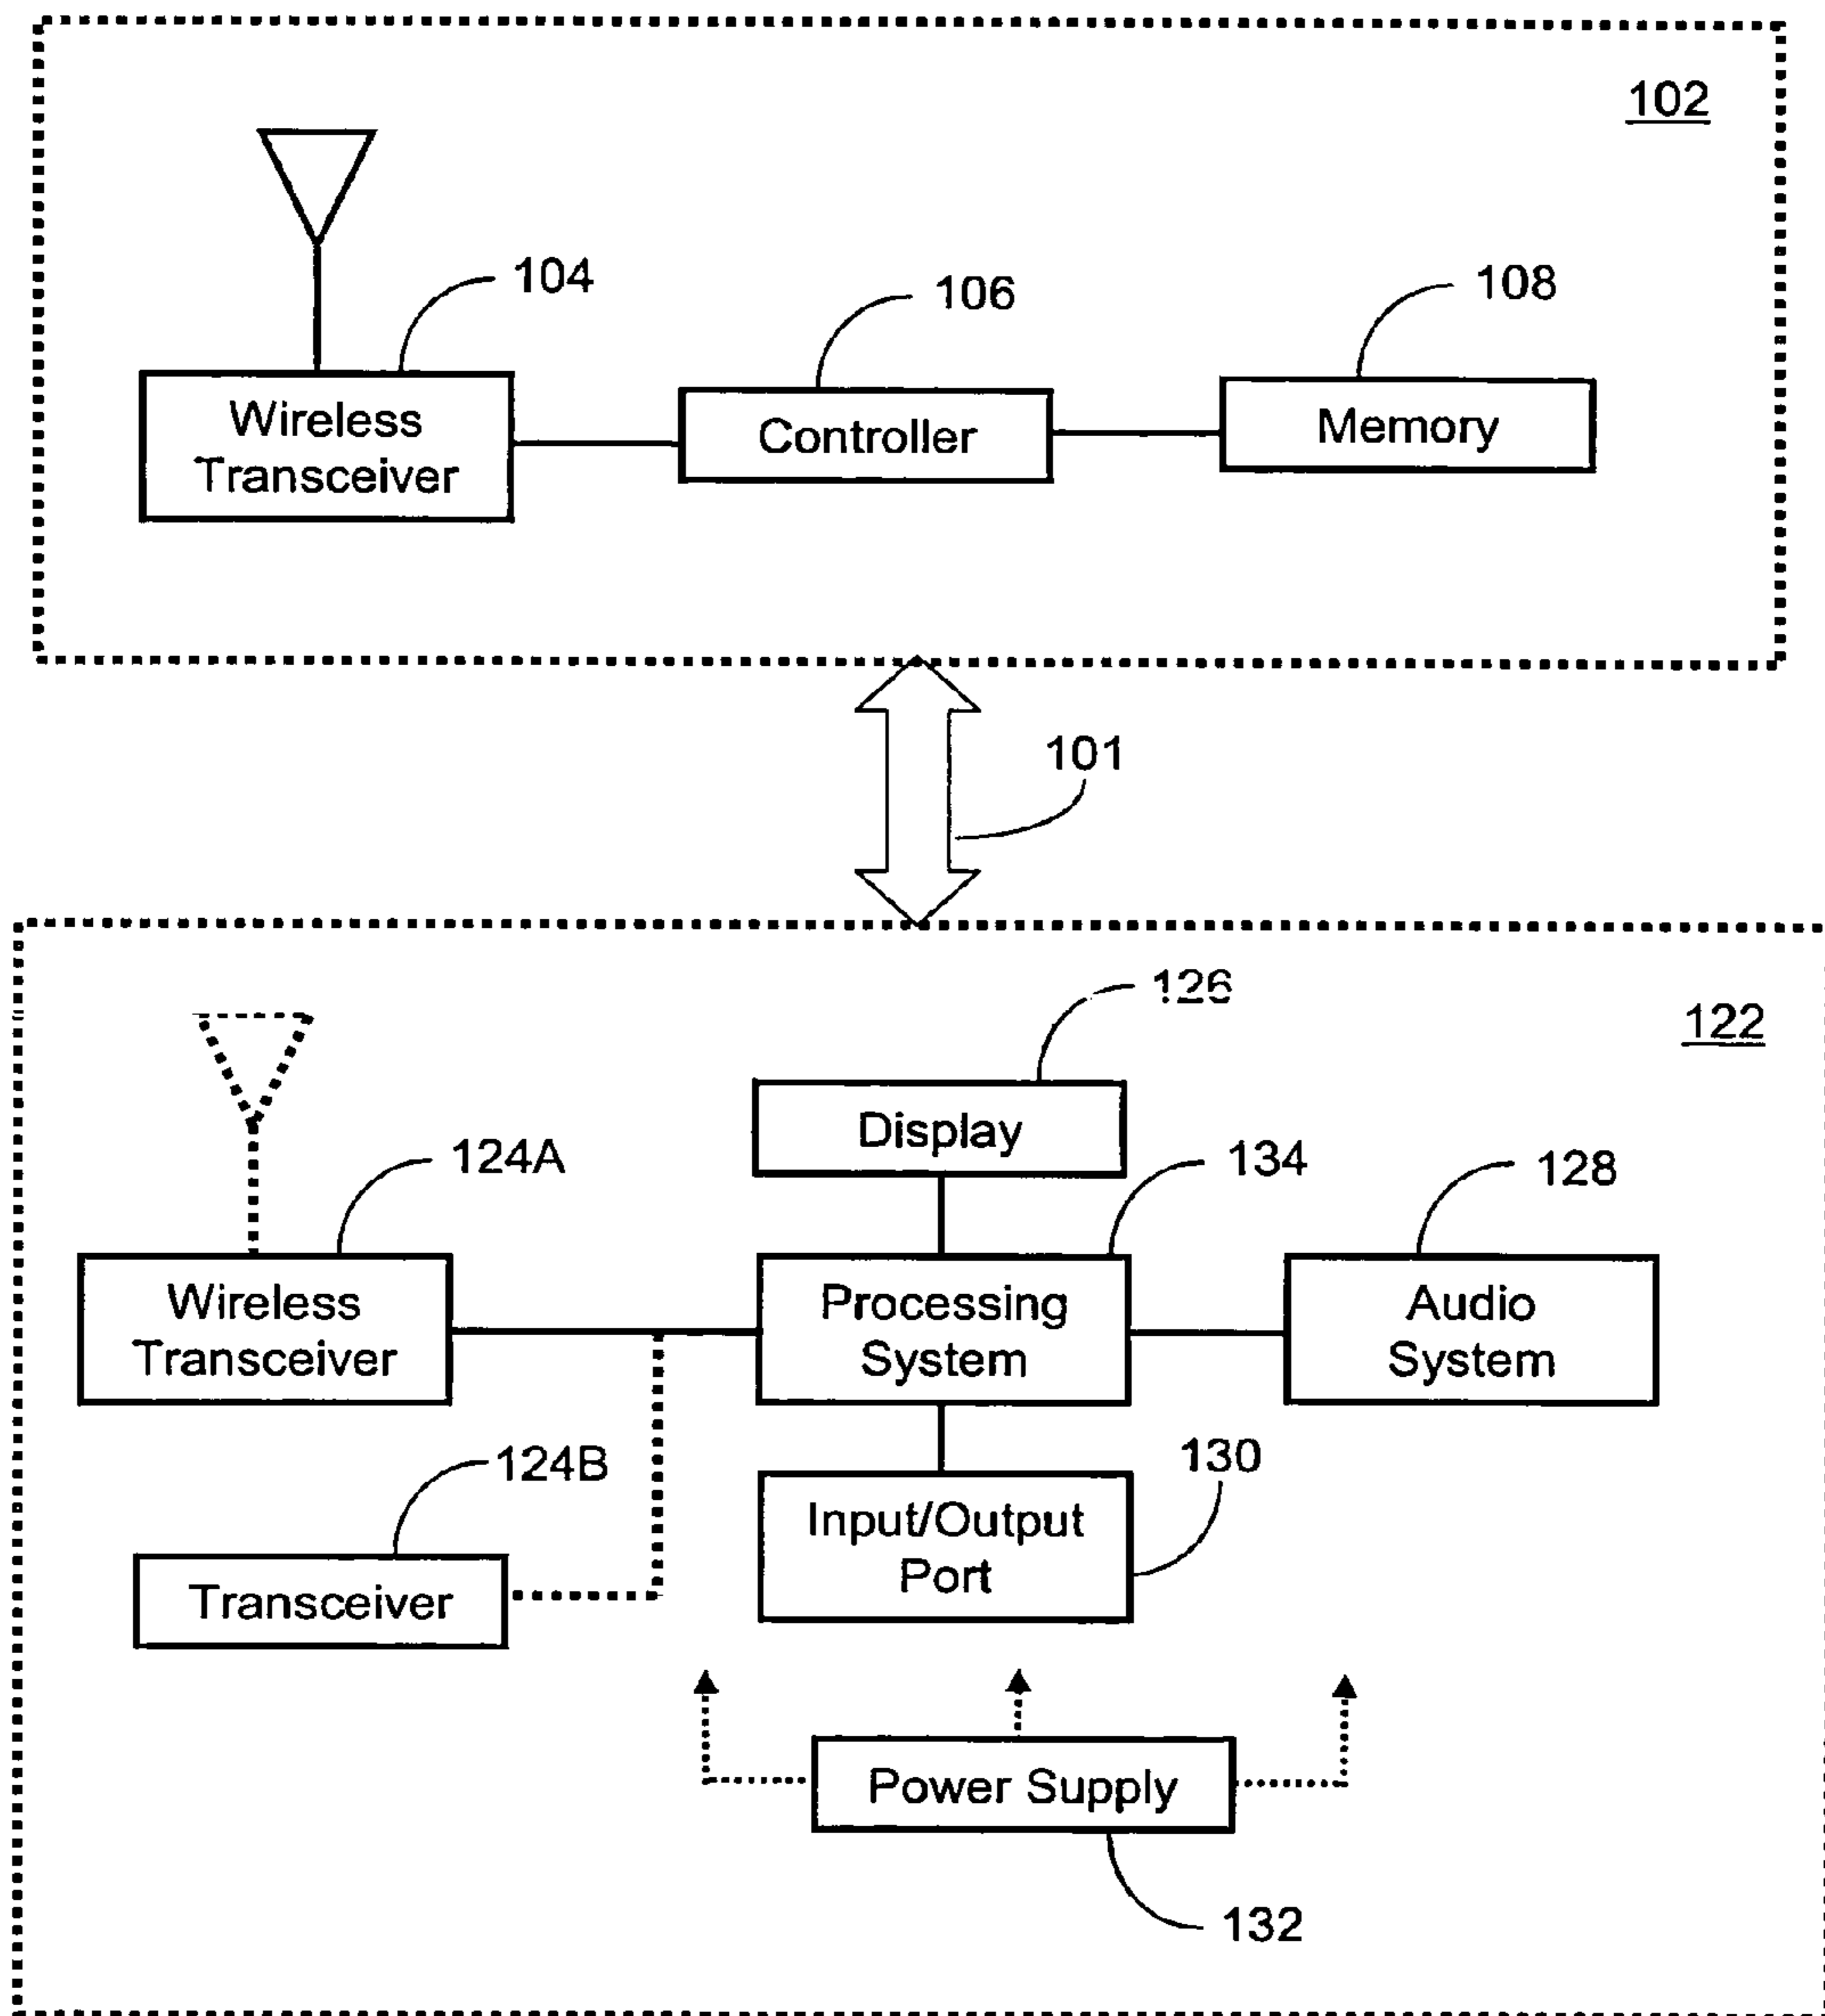 102
104
106
108
Wireless
Transceiver
Controller
Memory
101
126
122
Display
124A
134
128
Wireless
Transceiver
Processing
System
Audio
System
124B
130
Input/Output
Port
Transceiver
Power Supply
132